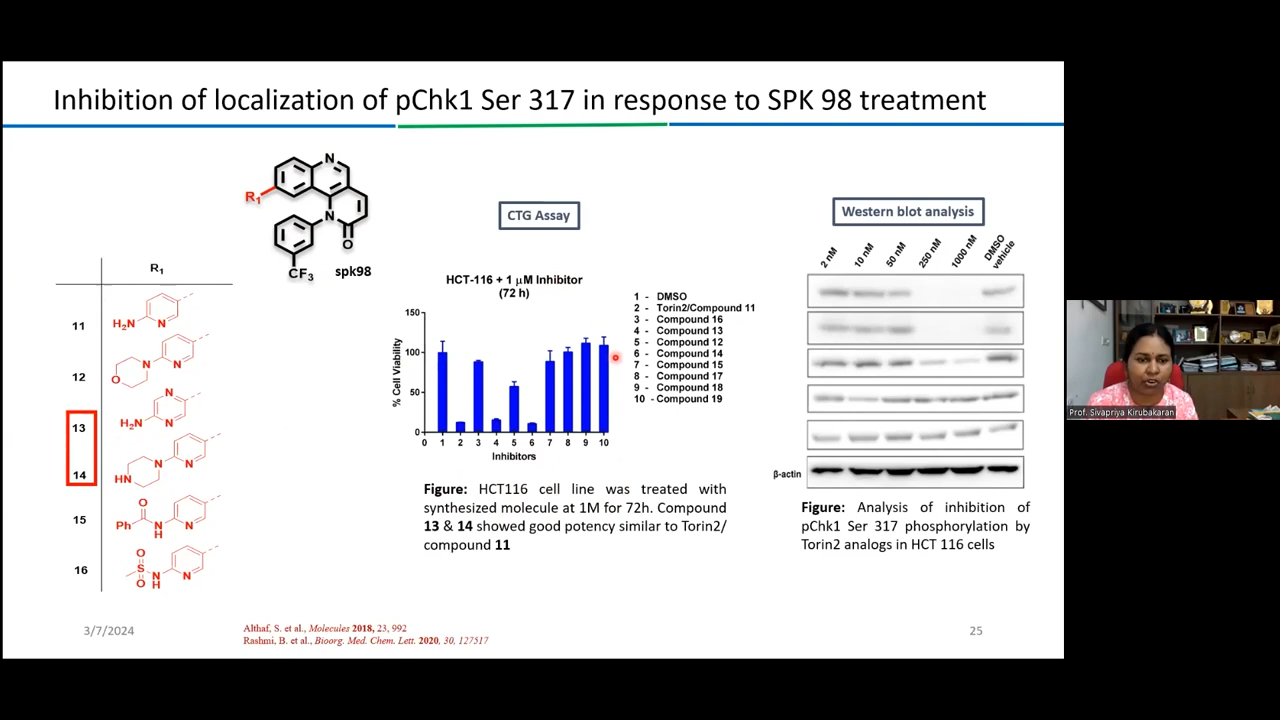 Inhibition of localization of pChk1 Ser 317 in response to SPK 98 treatment
R1
N
N
O
CF3
spk98
R1
11
H2N
N
12
O
N
N
13
H2N
N
N
14
HN
N
N
15
Ph
O
N
H
N
16
O
S
O
N
H
N
CTG Assay
HCT-116 + 1 µM Inhibitor
(72 h)
% Cell Viability
150
100
50
0
0 1 2 3 4 5 6 7 8 9 10
Inhibitors
1 - DMSO
2 - Torin2/Compound 11
3 - Compound 16
4 - Compound 13
5 - Compound 12
6 - Compound 14
7 - Compound 15
8 - Compound 17
9 - Compound 18
10 - Compound 19
Figure: HCT116 cell line was treated with
synthesized molecule at 1M for 72h. Compound
13 & 14 showed good potency similar to Torin2/
compound 11
Western blot analysis
2 nM
10 nM
50 nM
250 nM
1000 nM
DMSO
vehicle
β-actin
Figure: Analysis of inhibition of
pChk1 Ser 317 phosphorylation by
Torin2 analogs in HCT 116 cells
3/7/2024
Althaf, S. et al., Molecules 2018, 23, 992
Rashmi, B. et al., Bioorg. Med. Chem. Lett. 2020, 30, 127517
25
Prof. Sivapriya Kirubakaran